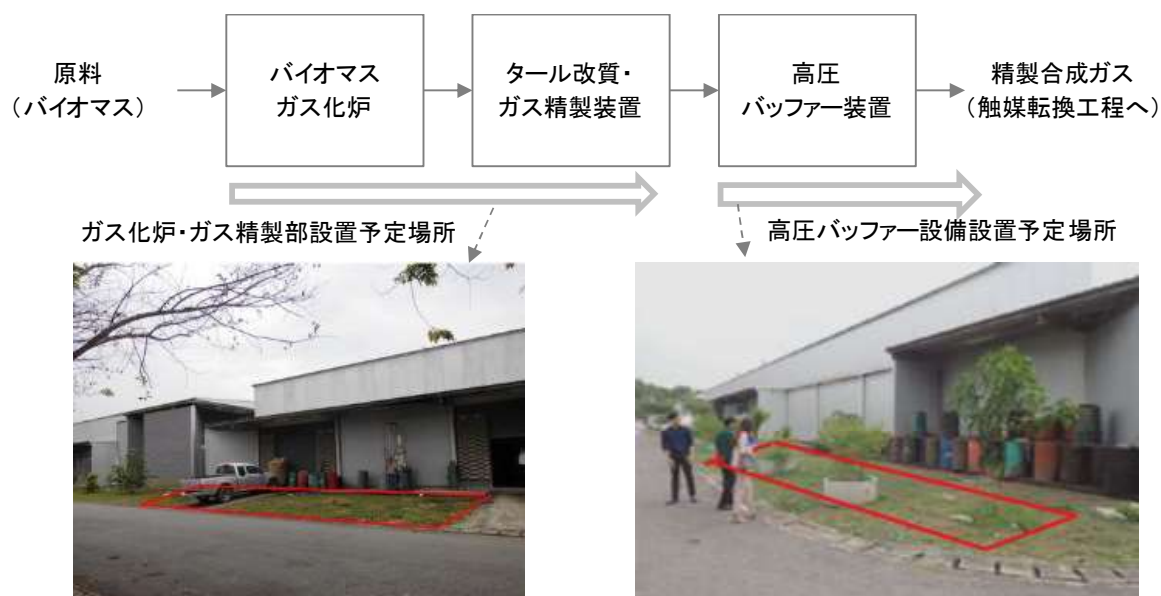 原料
（バイオマス）
バイオマス
ガス化炉
タール改質・
ガス精製装置
高圧
バッファー装置
精製合成ガス
（触媒転換工程へ）
ガス化炉・ガス精製部設置予定場所
高圧バッファー設備設置予定場所